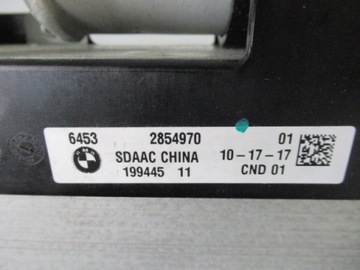 6453 2854970 01
SDAAC CHINA 10-17-17
199445 11 CND 01